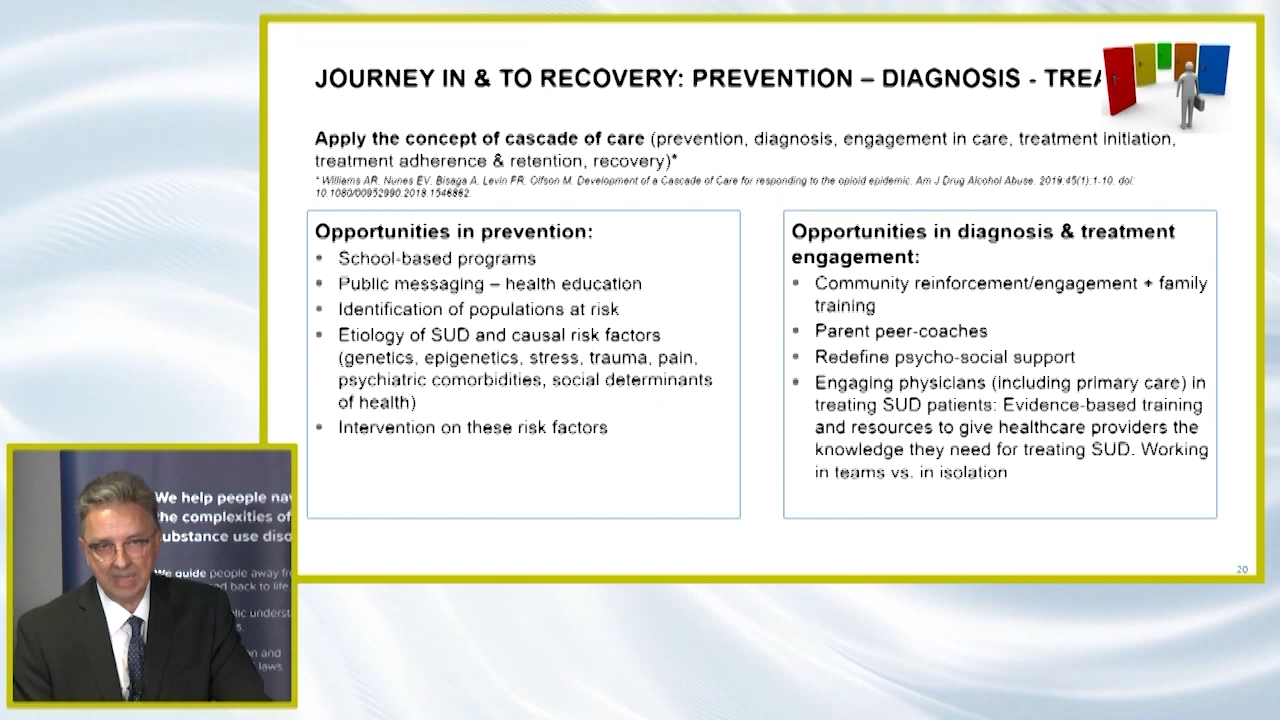 JOURNEY IN & TO RECOVERY: PREVENTION – DIAGNOSIS - TREA
Apply the concept of cascade of care (prevention, diagnosis, engagement in care, treatment initiation,
treatment adherence & retention, recovery)*
* Williams AR, Nunes EV, Bisaga A, Levin FR, Olfson M. Development of a Cascade of Care for responding to the opioid epidemic. Am J Drug Alcohol Abuse. 2019;45(1):1-10. doi:
10.1080/00952990.2018.1546862.
Opportunities in prevention:
• School-based programs
• Public messaging – health education
• Identification of populations at risk
• Etiology of SUD and causal risk factors
(genetics, epigenetics, stress, trauma, pain,
psychiatric comorbidities, social determinants
of health)
• Intervention on these risk factors
Opportunities in diagnosis & treatment
engagement:
• Community reinforcement/engagement + family
training
• Parent peer-coaches
• Redefine psycho-social support
• Engaging physicians (including primary care) in
treating SUD patients: Evidence-based training
and resources to give healthcare providers the
knowledge they need for treating SUD. Working
in teams vs. in isolation
20
We help people nav
the complexities of
ubstance use diso
We guide people away fr
d back to life
lic underst
s.
n and
laws.